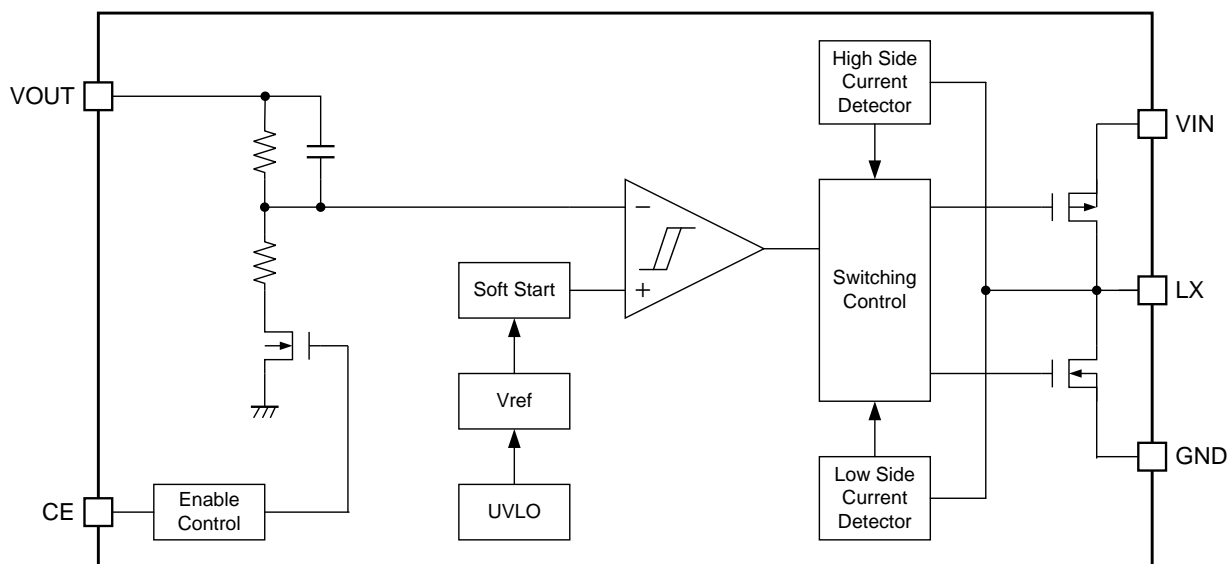 High Side
Current
Detector
VOUT
VIN
−
Soft Start
+
Switching
Control
LX
Vref
GND
CE
Enable
Control
UVLO
Low Side
Current
Detector